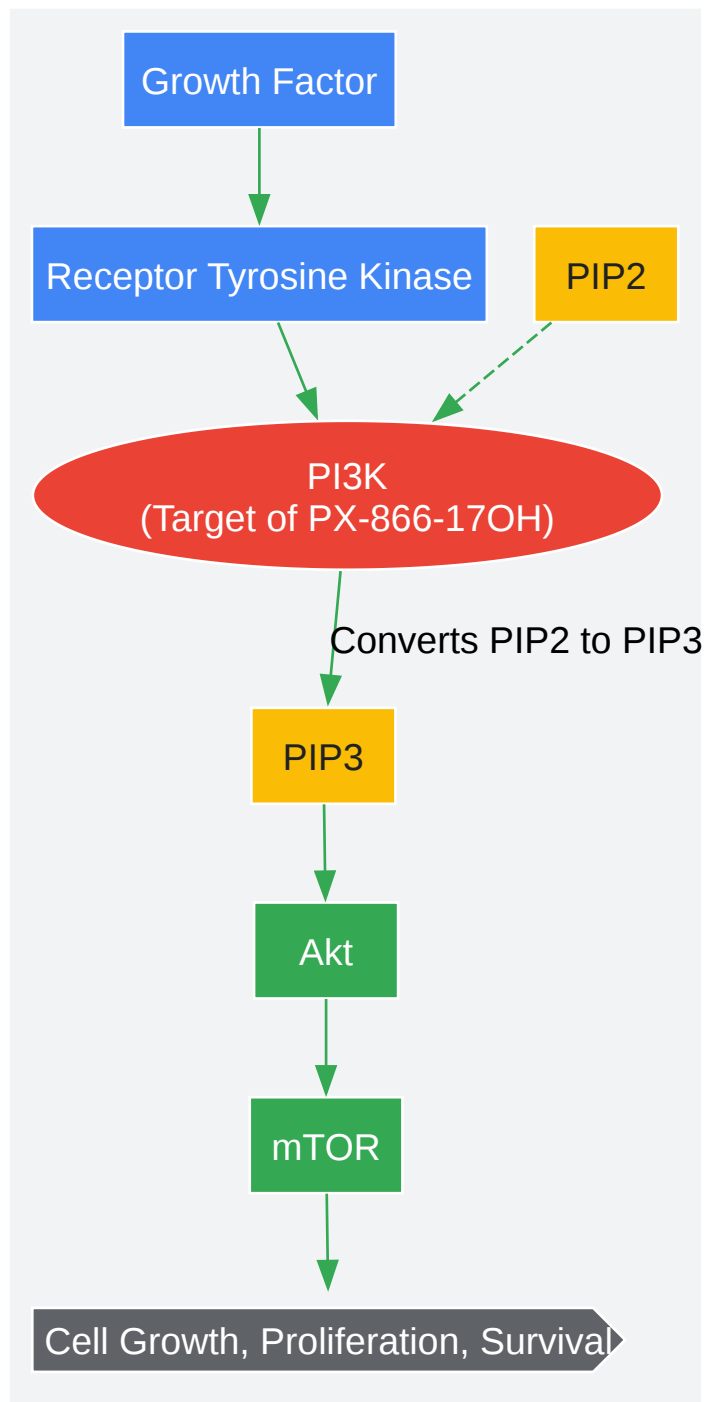 Growth Factor
Receptor Tyrosine Kinase
PIP2
PI3K
(Target of PX-866-17OH)
Converts PIP2 to PIP3
PIP3
Akt
mTOR
Cell Growth, Proliferation, Survival